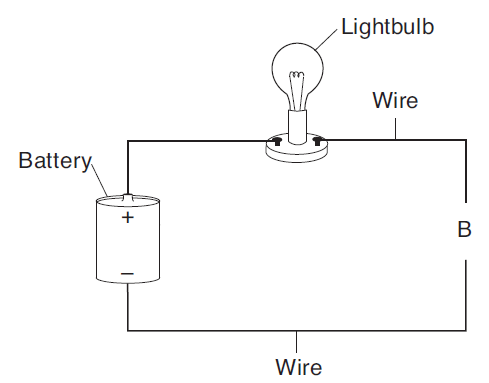 Lightbulb
Wire
Battery
+
B
–
Wire